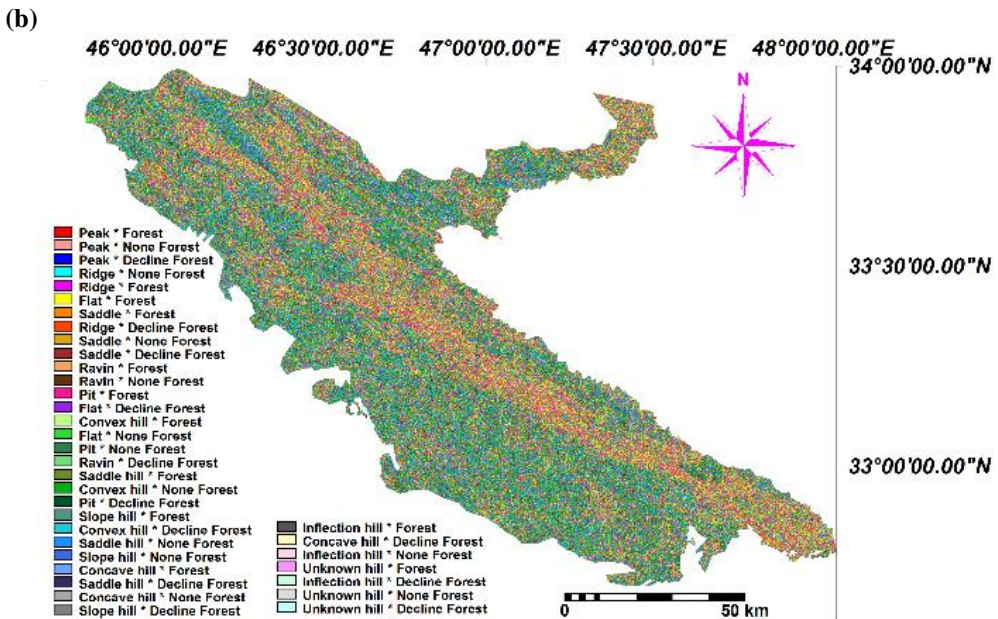 (b)
46°00'00.00"E 46°30'00.00"E 47°00'00.00"E 47°30'00.00"E 48°00'00.00"E
34°00'00.00"N
N
33°30'00.00"N
33°00'00.00"N
Peak * Forest
Peak * None Forest
Peak * Decline Forest
Ridge * None Forest
Ridge * Forest
Flat * Forest
Saddle * Forest
Ridge * Decline Forest
Saddle * None Forest
Saddle * Decline Forest
Ravin * Forest
Ravin * None Forest
Pit * Forest
Flat * Decline Forest
Convex hill * Forest
Flat * None Forest
Pit * None Forest
Ravin * Decline Forest
Saddle hill * Forest
Convex hill * None Forest
Pit * Decline Forest
Slope hill * Forest
Convex hill * Decline Forest
Saddle hill * None Forest
Slope hill * None Forest
Concave hill * Forest
Saddle hill * Decline Forest
Concave hill * None Forest
Slope hill * Decline Forest
Inflection hill * Forest
Concave hill * Decline Forest
Inflection hill * None Forest
Unknown hill * Forest
Inflection hill * Decline Forest
Unknown hill * None Forest
Unknown hill * Decline Forest
0 50 km